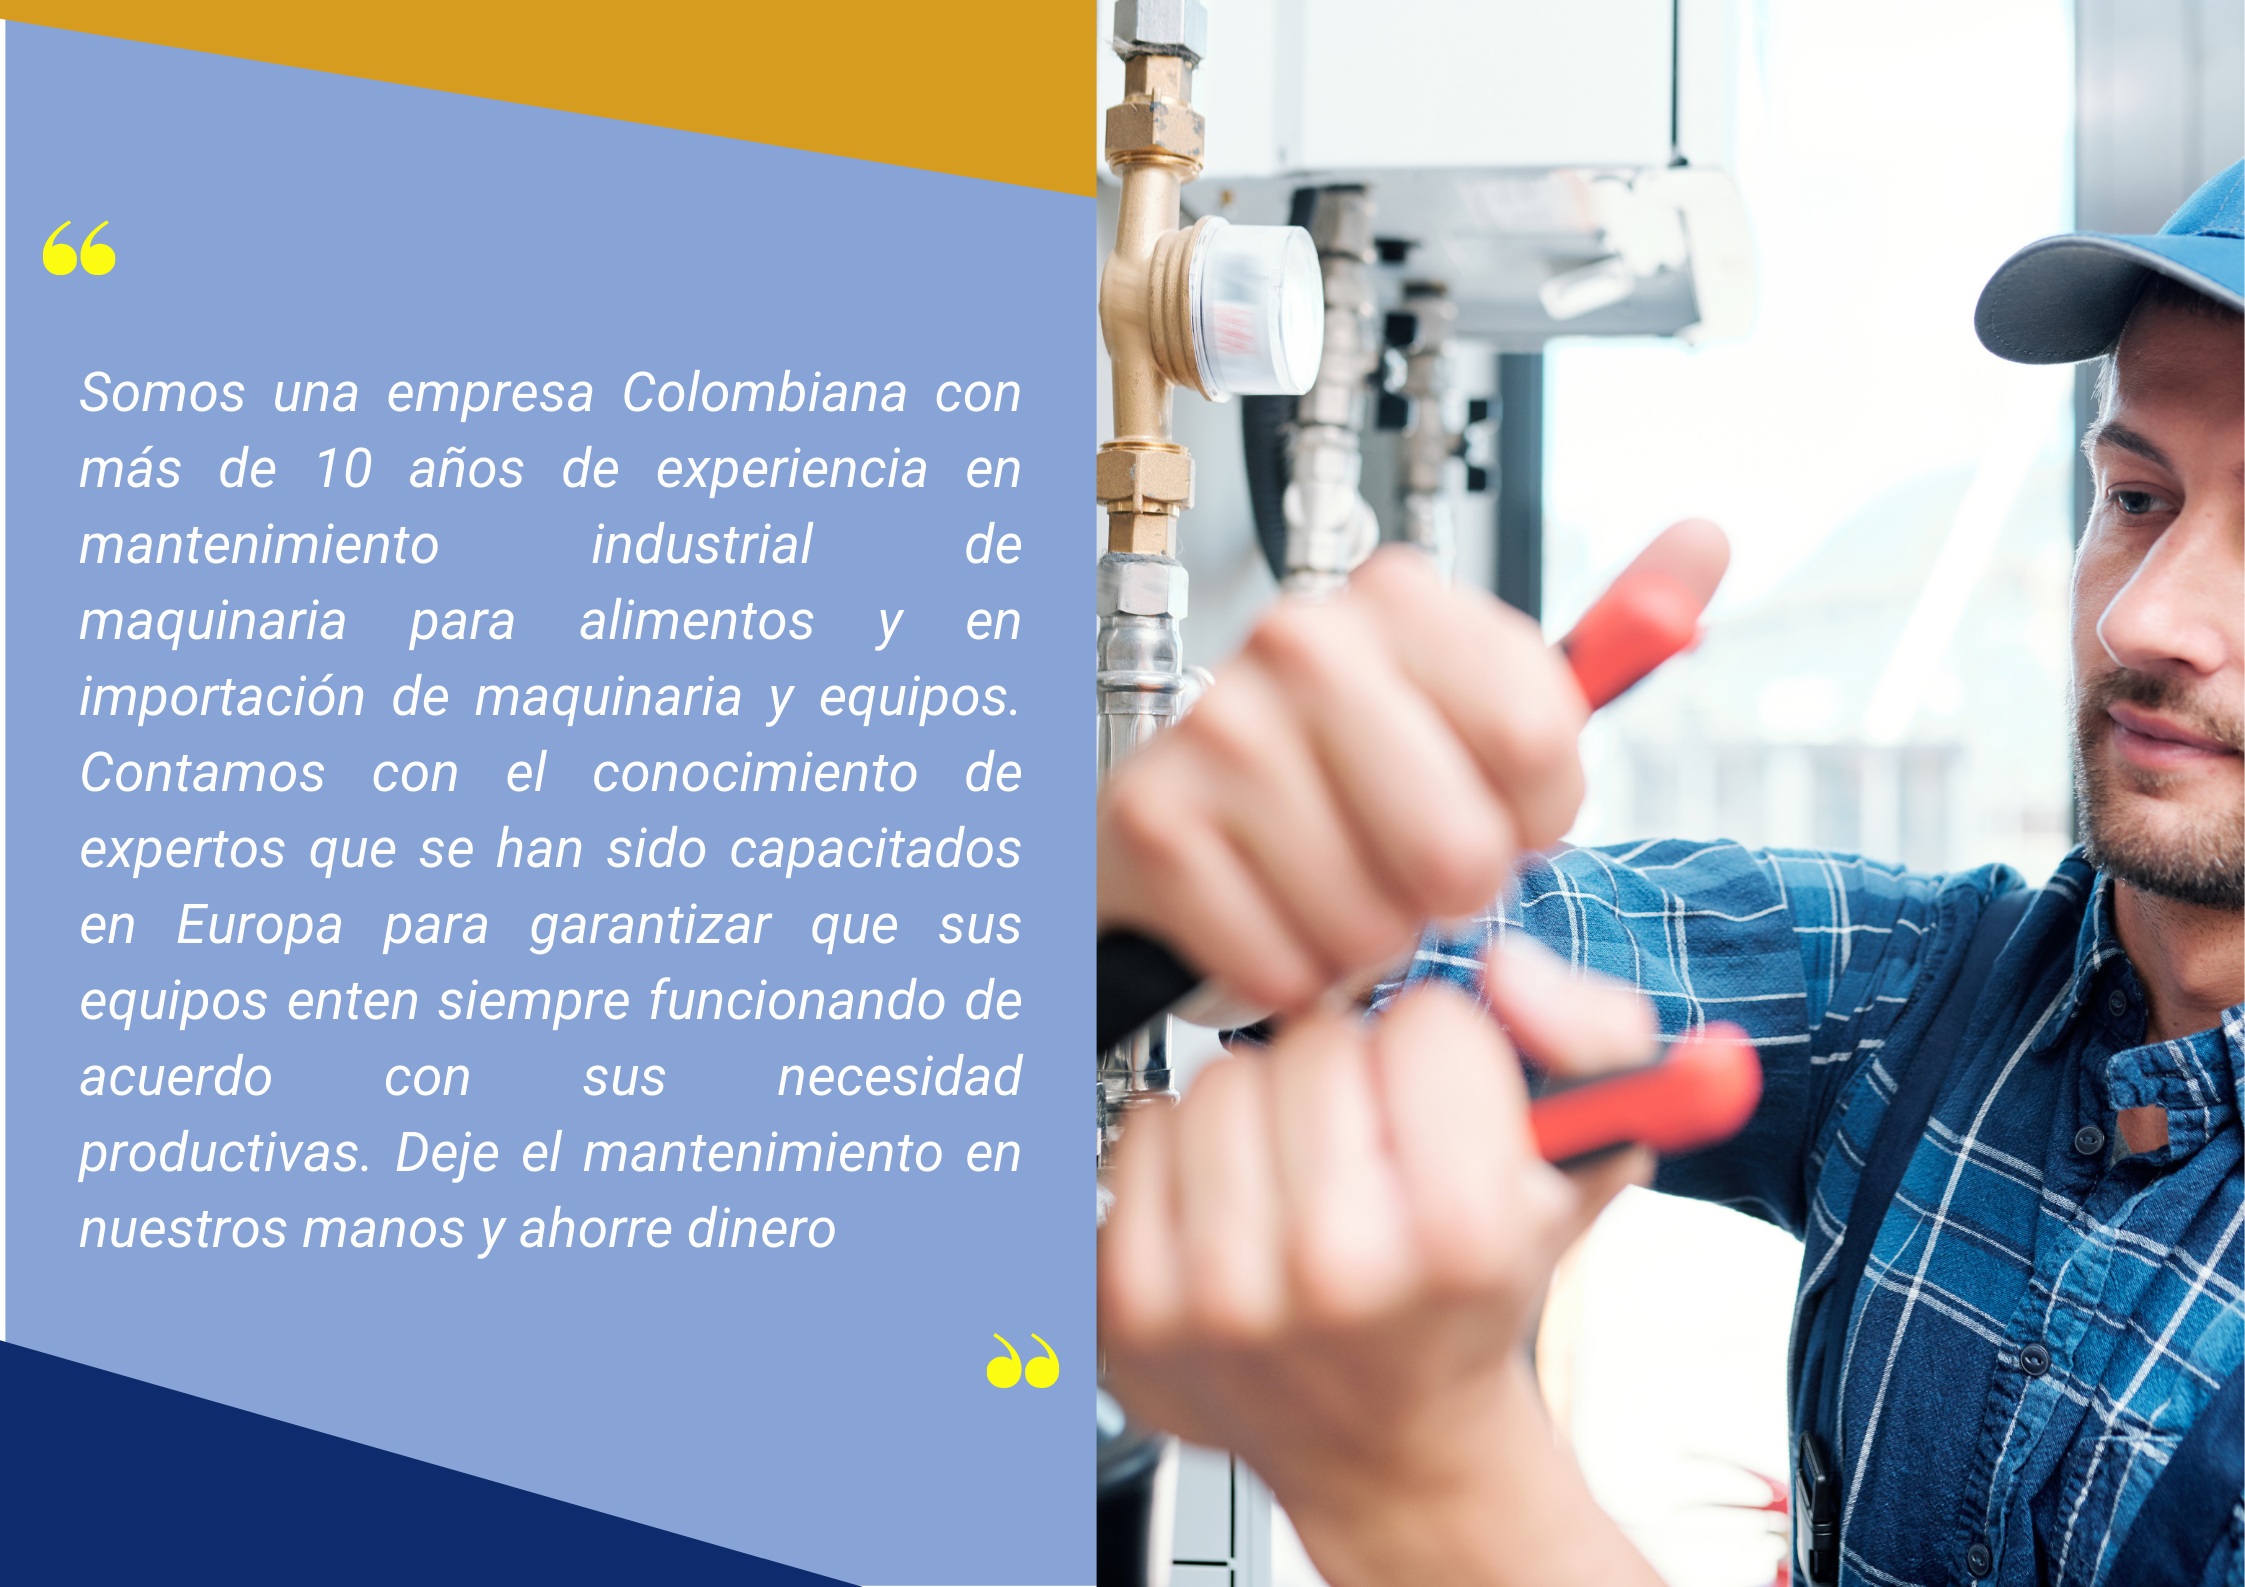 “
Somos una empresa Colombiana con
más de 10 años de experiencia en
mantenimiento industrial de
maquinaria para alimentos y en
importación de maquinaria y equipos.
Contamos con el conocimiento de
expertos que se han sido capacitados
en Europa para garantizar que sus
equipos enten siempre funcionando de
acuerdo con sus necesidad
productivas. Deje el mantenimiento en
nuestros manos y ahorre dinero
”